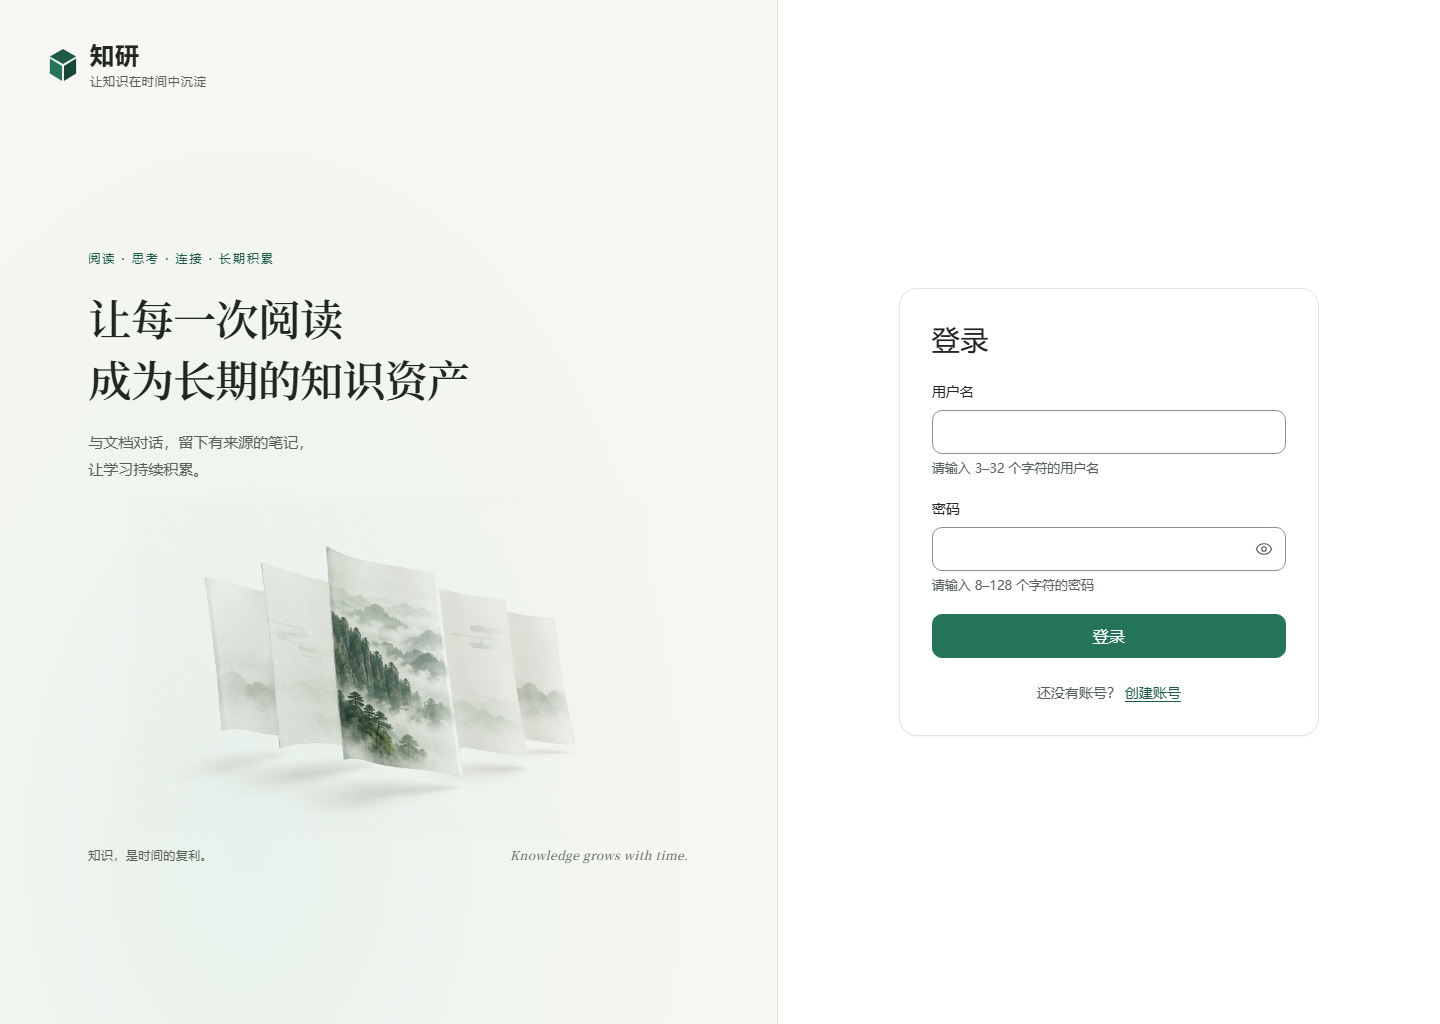 知研
让知识在时间中沉淀
阅读 · 思考 · 连接 · 长期积累
让每一次阅读
成为长期的知识资产
与文档对话，留下有来源的笔记，
让学习持续积累。
知识，是时间的复利。
Knowledge grows with time.
登录
用户名
请输入 3–32 个字符的用户名
密码
请输入 8–128 个字符的密码
登录
还没有账号？ 创建账号